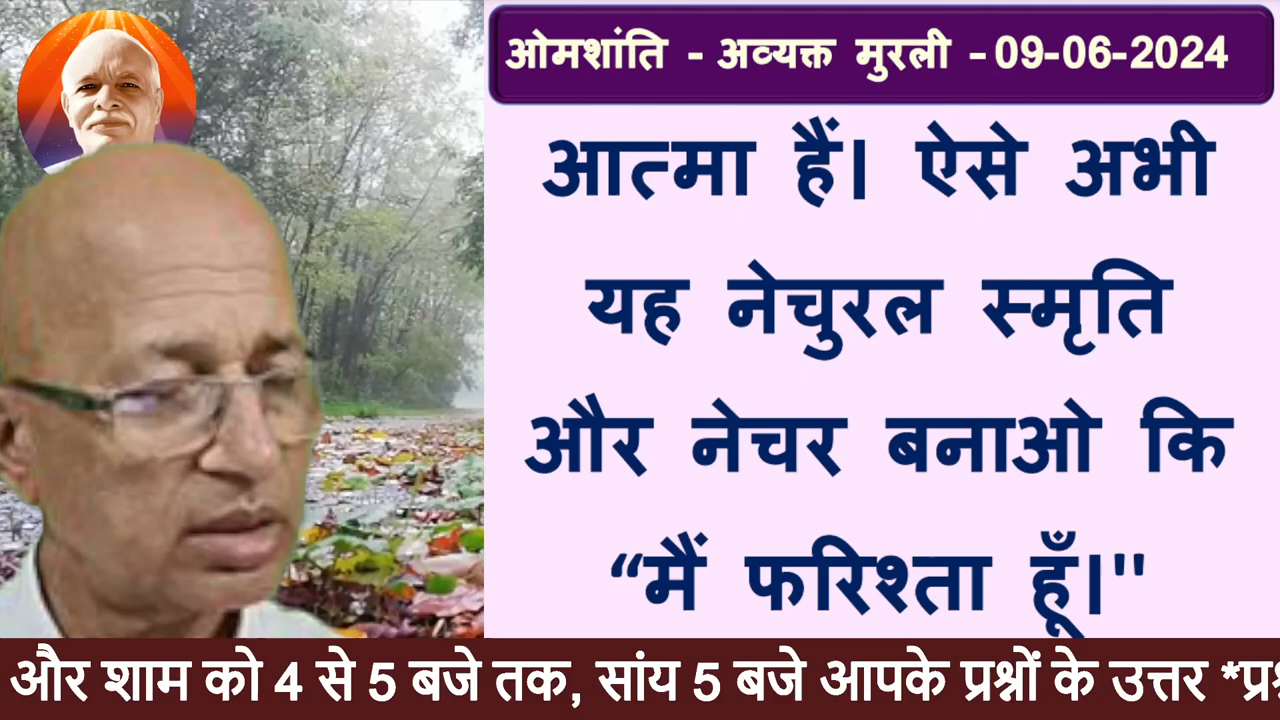 ओमशांति - अव्यक्त मुरली - 09-06-2024
आत्मा हैं। ऐसे अभी
यह नेचुरल स्मृति
और नेचर बनाओ कि
“मैं फरिश्ता हूँ।"
और शाम को 4 से 5 बजे तक, सांय 5 बजे आपके प्रश्नों के उत्तर